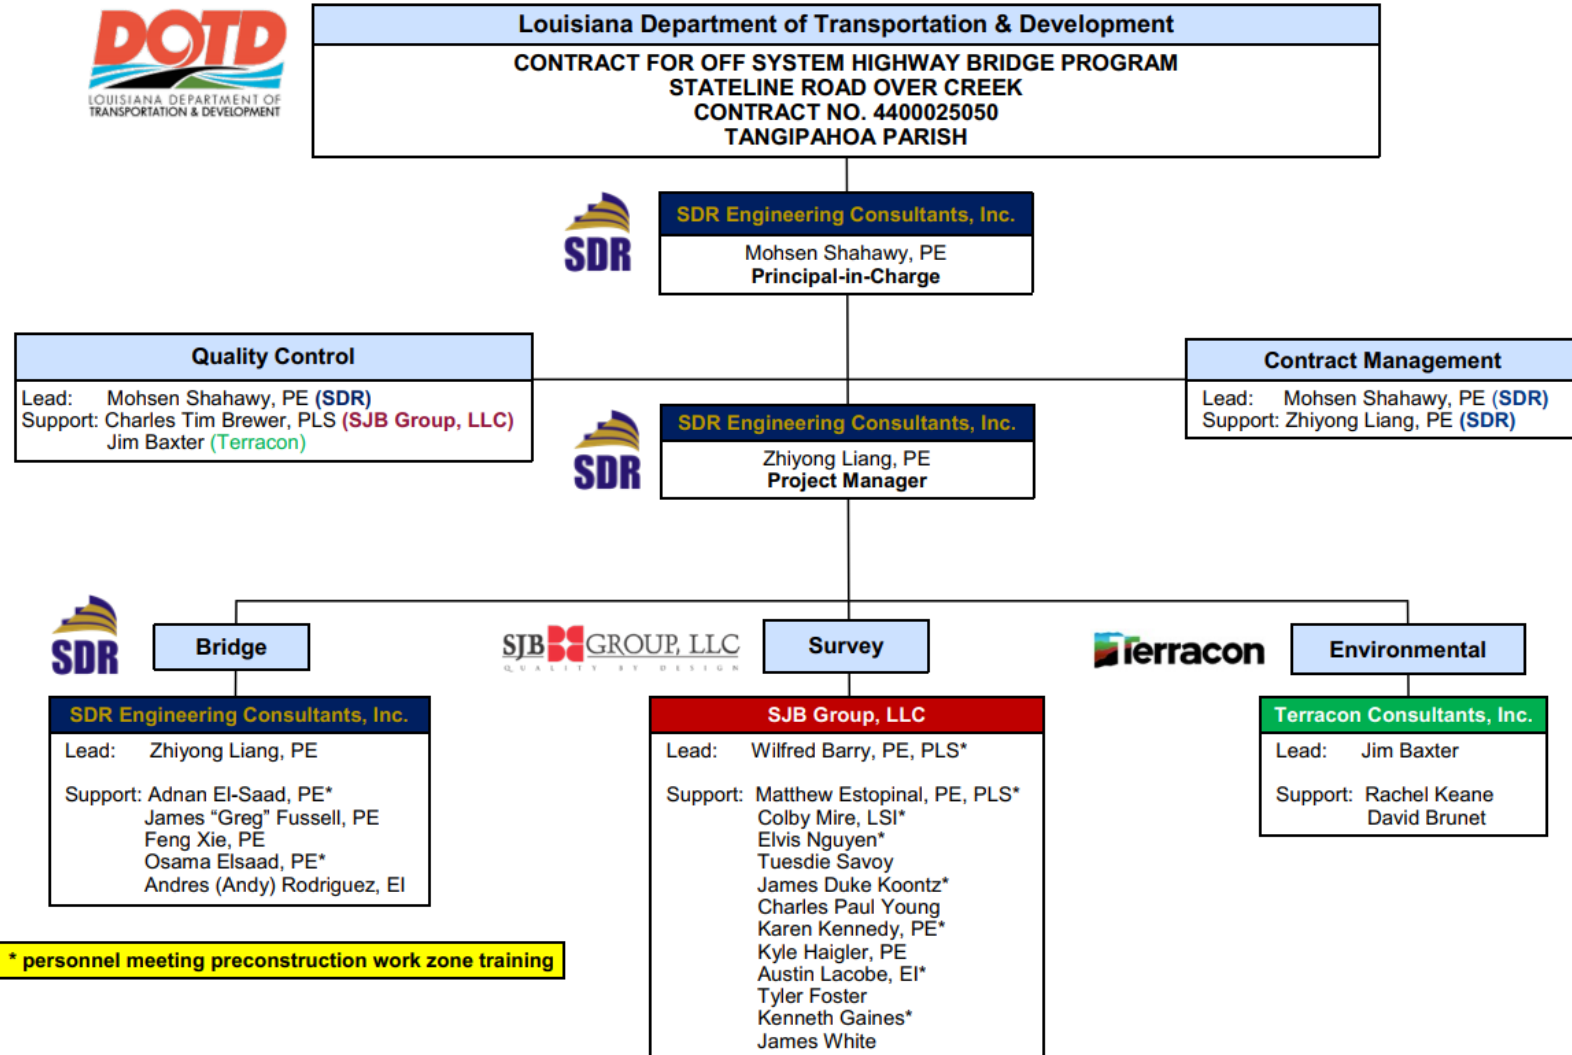 DOTD
LOUISIANA DEPARTMENT OF
TRANSPORTATION & DEVELOPMENT
Louisiana Department of Transportation & Development
CONTRACT FOR OFF SYSTEM HIGHWAY BRIDGE PROGRAM
STATELINE ROAD OVER CREEK
CONTRACT NO. 4400025050
TANGIPAHOA PARISH
SDR
SDR Engineering Consultants, Inc.
Mohsen Shahawy, PE
Principal-in-Charge
Quality Control
Lead: Mohsen Shahawy, PE (SDR)
Support: Charles Tim Brewer, PLS (SJB Group, LLC)
Jim Baxter (Terracon)
Contract Management
Lead: Mohsen Shahawy, PE (SDR)
Support: Zhiyong Liang, PE (SDR)
SDR
SDR Engineering Consultants, Inc.
Zhiyong Liang, PE
Project Manager
SDR
Bridge
SDR Engineering Consultants, Inc.
Lead: Zhiyong Liang, PE
Support: Adnan El-Saad, PE*
James “Greg” Fussell, PE
Feng Xie, PE
Osama Elsaad, PE*
Andres (Andy) Rodriguez, EI
* personnel meeting preconstruction work zone training
SJB GROUP, LLC
QUALITY BY DESIGN
Survey
SJB Group, LLC
Lead: Wilfred Barry, PE, PLS*
Support: Matthew Estopinal, PE, PLS*
Colby Mire, LSI*
Elvis Nguyen*
Tuesdie Savoy
James Duke Koontz*
Charles Paul Young
Karen Kennedy, PE*
Kyle Haigler, PE
Austin Lacobe, EI*
Tyler Foster
Kenneth Gaines*
James White
Terracon
Environmental
Terracon Consultants, Inc.
Lead: Jim Baxter
Support: Rachel Keane
David Brunet